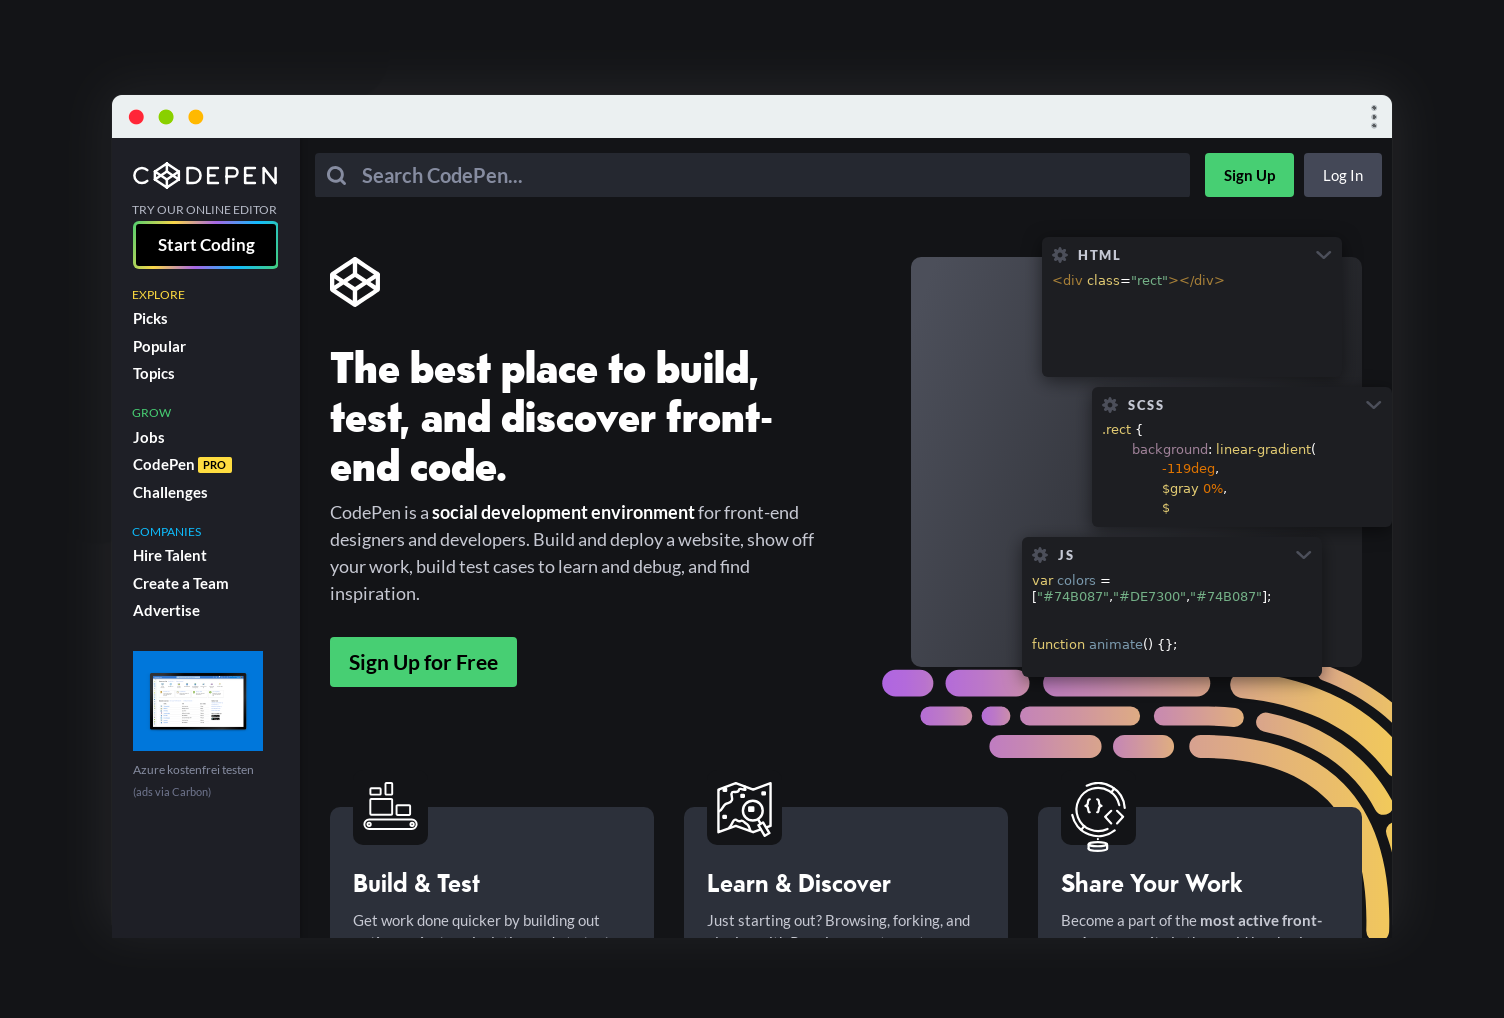 CODEPEN
TRY OUR ONLINE EDITOR
Start Coding
EXPLORE
Picks
Popular
Topics
GROW
Jobs
CodePen PRO
Challenges
COMPANIES
Hire Talent
Create a Team
Advertise
Azure kostenfrei testen
(ads via Carbon)
Search CodePen...
Sign Up
Log In
The best place to build,
test, and discover front-
end code.
CodePen is a social development environment for front-end
designers and developers. Build and deploy a website, show off
your work, build test cases to learn and debug, and find
inspiration.
Sign Up for Free
HTML
<div class="rect"></div>
SCSS
.rect {
background: linear-gradient(
-119deg,
$gray 0%,
$
JS
var colors =
["#74B087","#DE7300","#74B087"];
function animate() {};
Build & Test
Get work done quicker by building out
Learn & Discover
Just starting out? Browsing, forking, and
Share Your Work
Become a part of the most active front-